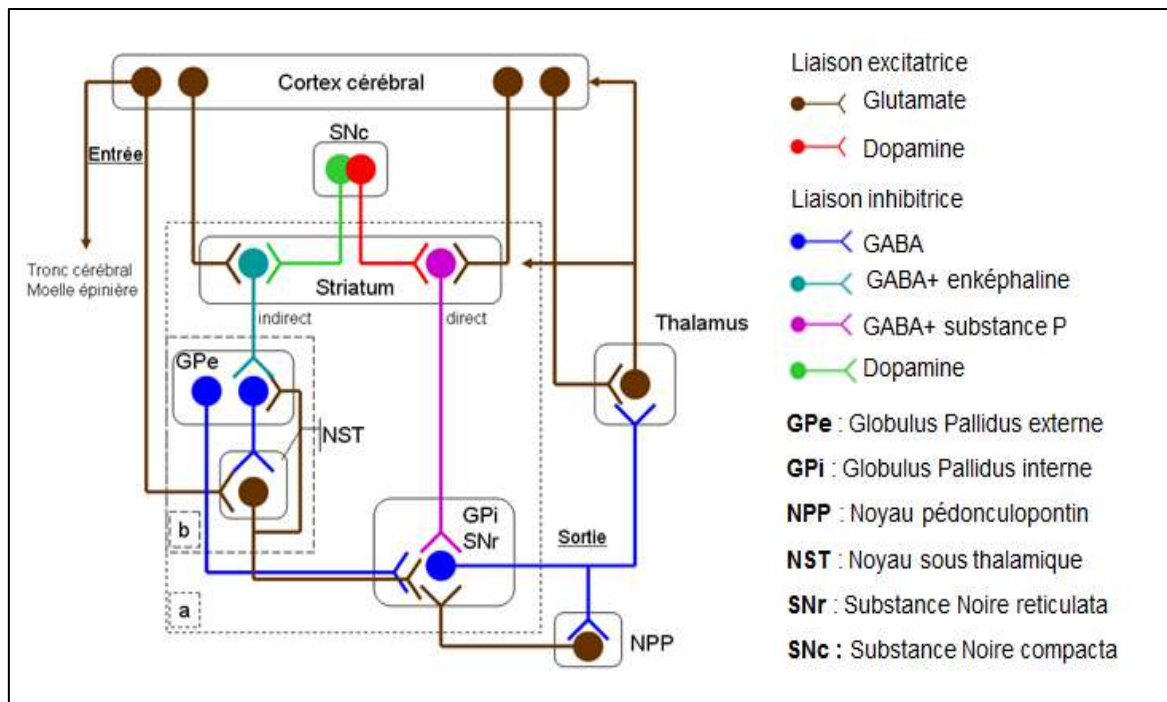 Cortex cérébral
SNc
Entrée
Tronc cérébral
Moelle épinière
Striatum
indirect
direct
Thalamus
GPe
NST
b
GPi
SNr
Sortie
a
NPP
Liaison excitatrice
Glutamate
Dopamine
Liaison inhibitrice
GABA
GABA+ enképhaline
GABA+ substance P
Dopamine
GPe : Globulus Pallidus externe
GPi : Globulus Pallidus interne
NPP : Noyau pédonculopontin
NST : Noyau sous thalamique
SNr : Substance Noire reticulata
SNc : Substance Noire compacta